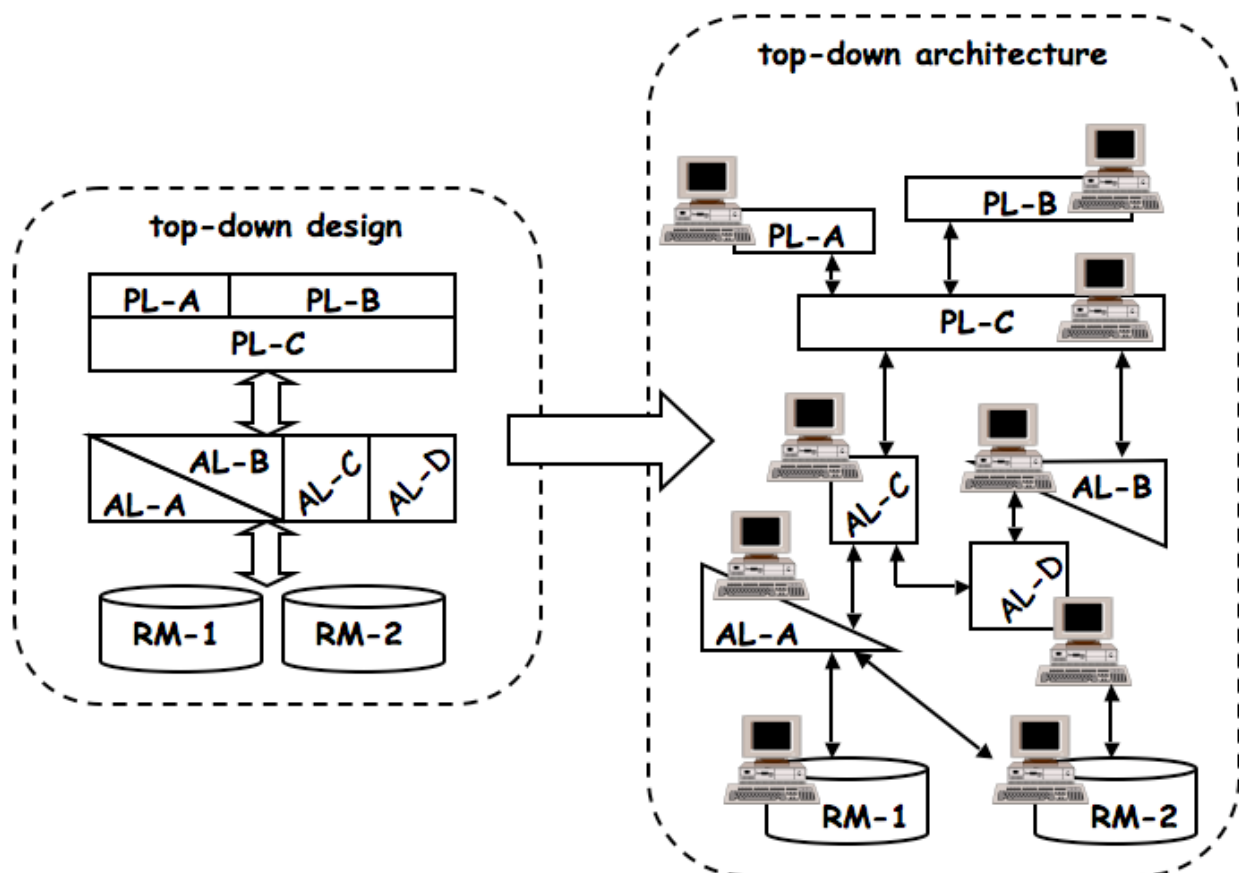 top-down design
PL-A PL-B
PL-C
AL-B AL-C AL-D
AL-A
RM-1 RM-2
top-down architecture
PL-B
PL-A
PL-C
AL-C
AL-B
AL-D
AL-A
RM-1 RM-2